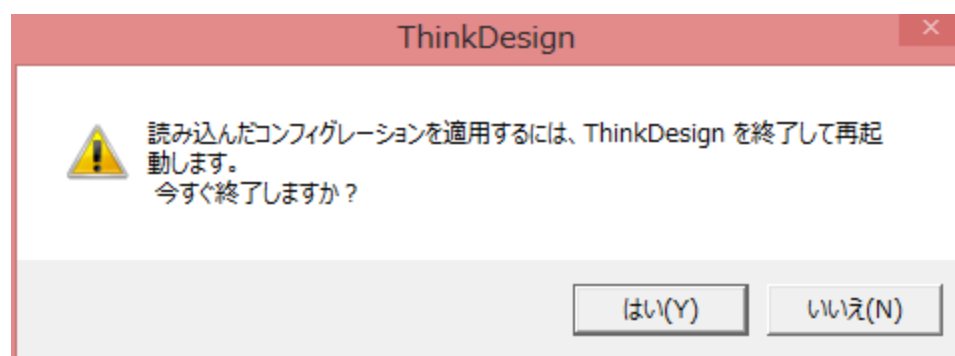 ThinkDesign
読み込んだコンフィグレーションを適用するには、ThinkDesign を終了して再起
動します。
今すぐ終了しますか？
はい(Y)
いいえ(N)